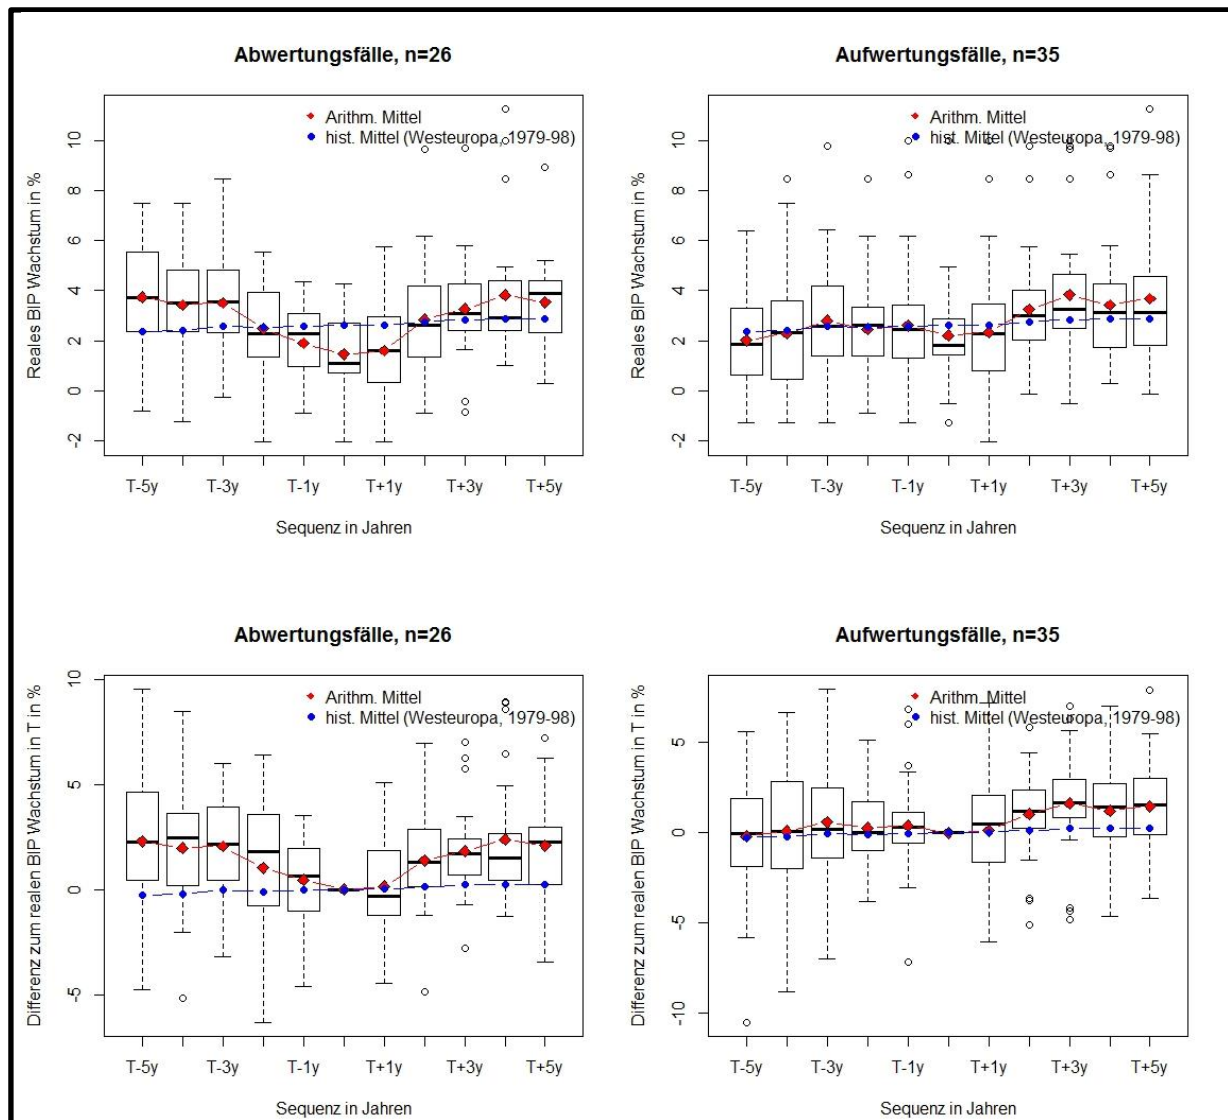 Abwertungsfälle, n=26
Reales BIP Wachstum in %
10
8
6
4
2
0
-2
Arithm. Mittel
hist. Mittel (Westeuropa, 1979-98)
T-5y T-3y T-1y T+1y T+3y T+5y
Sequenz in Jahren
Aufwertungsfälle, n=35
Reales BIP Wachstum in %
10
8
6
4
2
0
-2
Arithm. Mittel
hist. Mittel (Westeuropa, 1979-98)
T-5y T-3y T-1y T+1y T+3y T+5y
Sequenz in Jahren
Abwertungsfälle, n=26
Differenz zum realen BIP Wachstum in T in %
10
5
0
-5
Arithm. Mittel
hist. Mittel (Westeuropa, 1979-98)
T-5y T-3y T-1y T+1y T+3y T+5y
Sequenz in Jahren
Aufwertungsfälle, n=35
Differenz zum realen BIP Wachstum in T in %
5
0
-5
-10
Arithm. Mittel
hist. Mittel (Westeuropa, 1979-98)
T-5y T-3y T-1y T+1y T+3y T+5y
Sequenz in Jahren